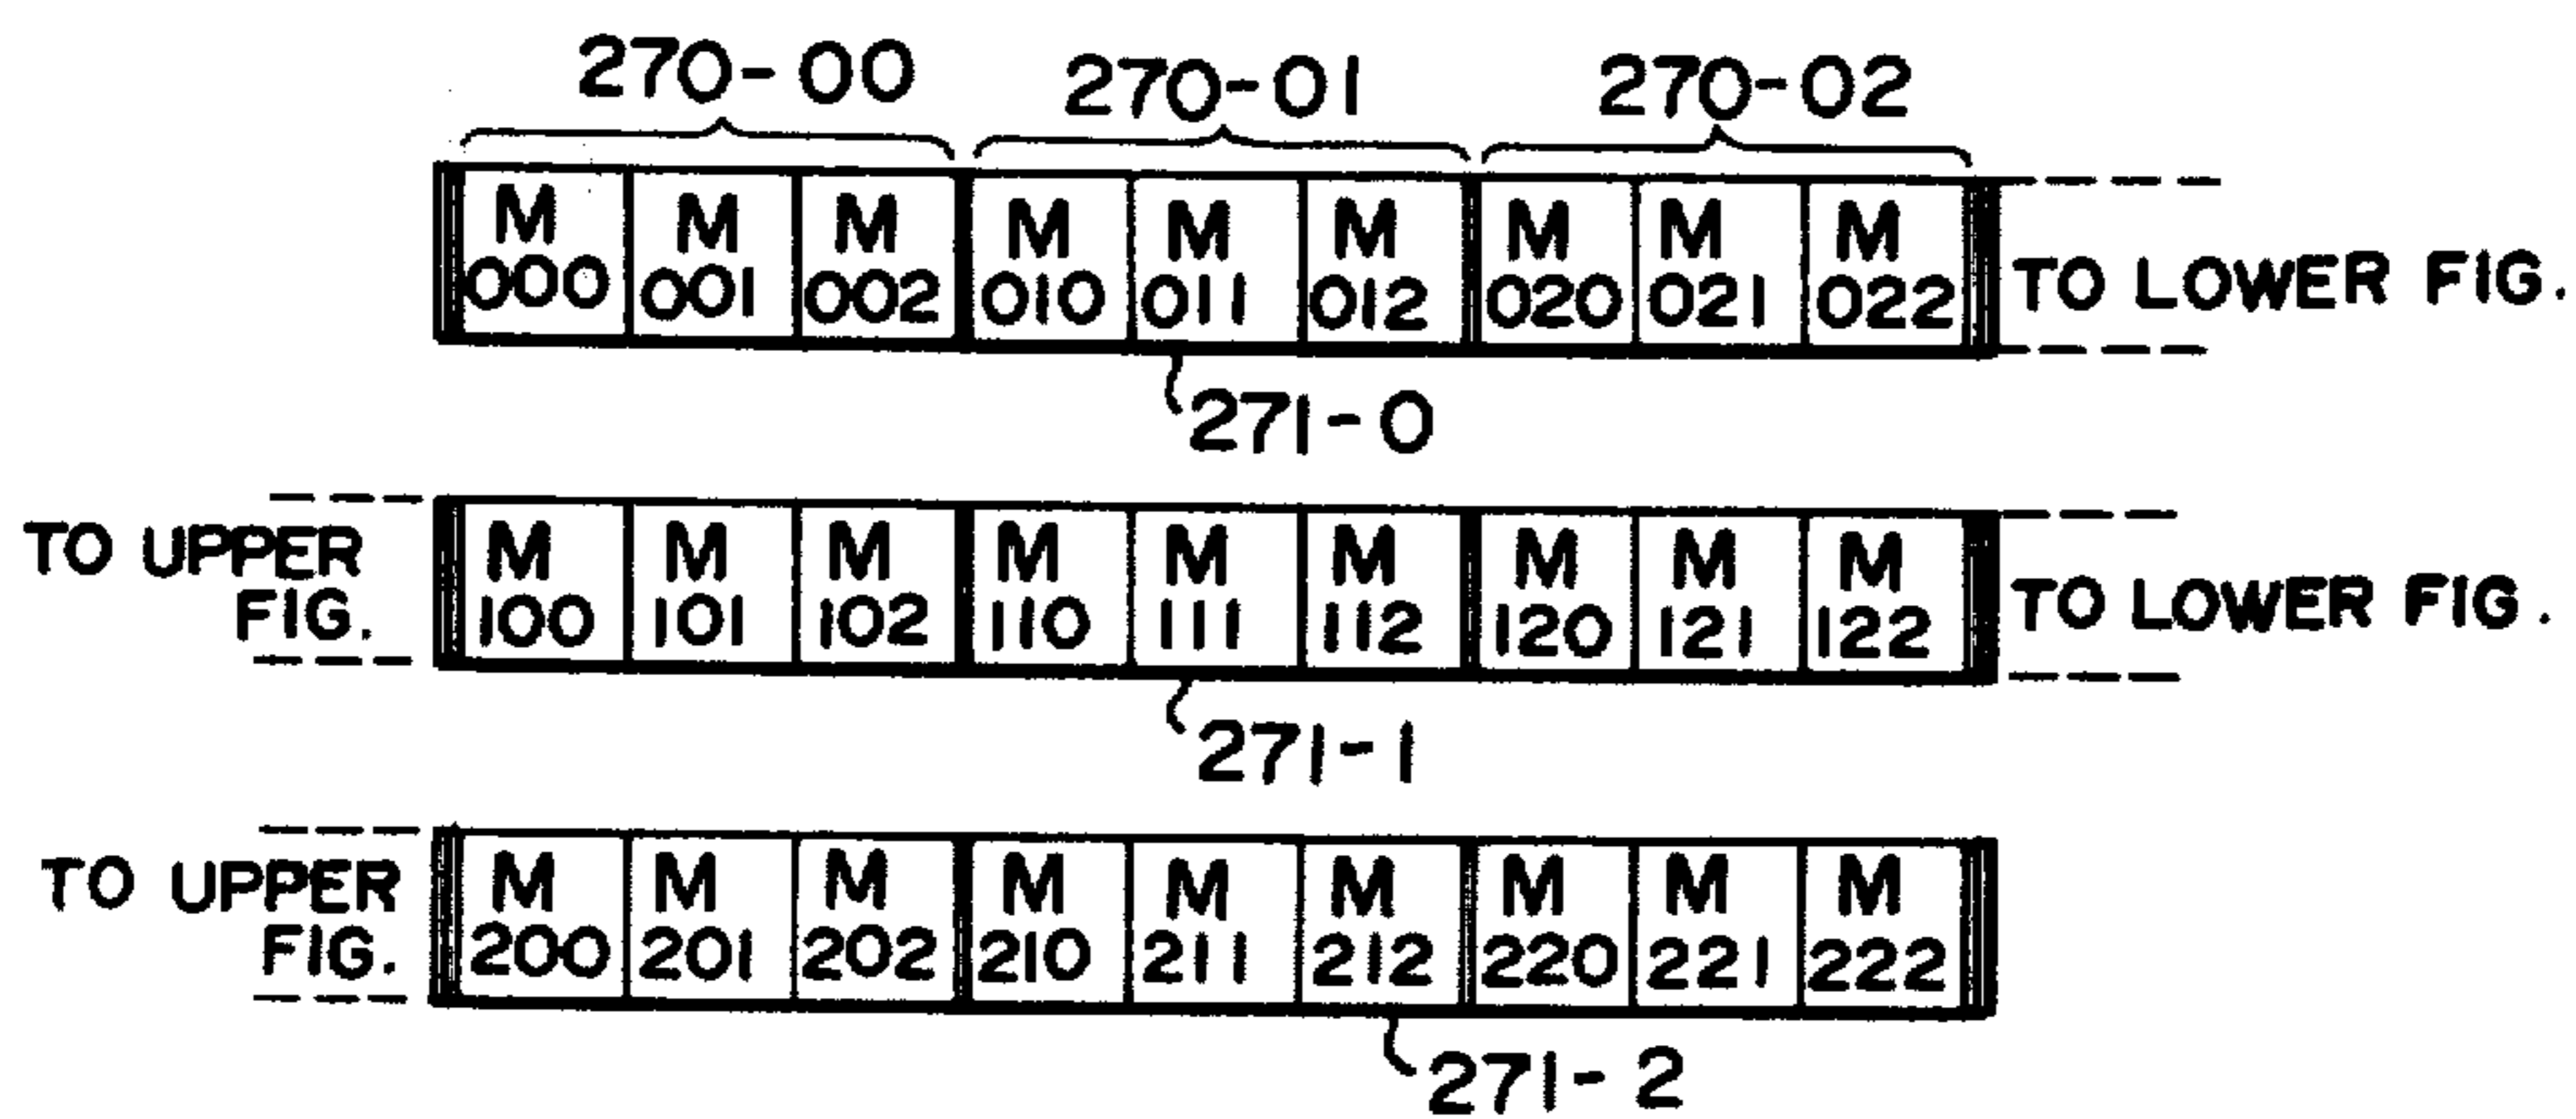 270-00 270-01 270-02
M M M M M M M M M
000 001 002 010 011 012 020 021 022
TO LOWER FIG.
271-0
TO UPPER
FIG.
M M M M M M M M M
100 101 102 110 111 112 120 121 122
TO LOWER FIG.
271-1
TO UPPER
FIG.
M M M M M M M M M
200 201 202 210 211 212 220 221 222
271-2